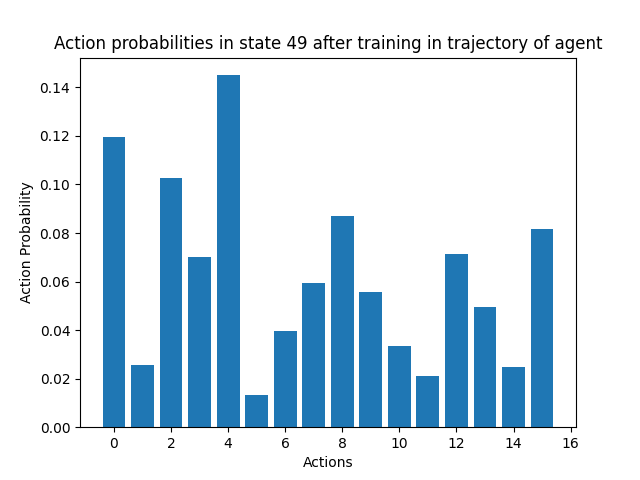 Action probabilities in state 49 after training in trajectory of agent
0.14
0.12
0.10
0.08
0.06
0.04
0.02
0.00
Action Probability
0 2 4 6 8 10 12 14 16
Actions